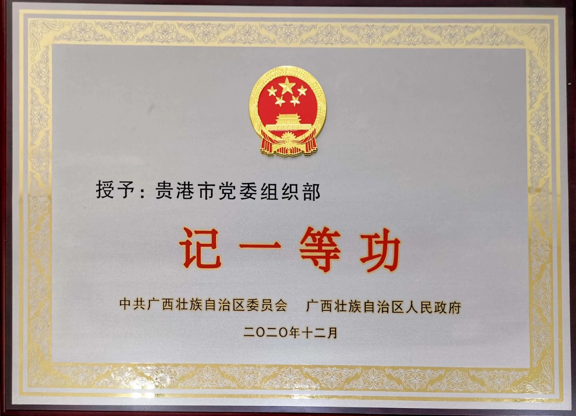 授予：贵港市党委组织部
记一等功
中共广西壮族自治区委员会 广西壮族自治区人民政府
二〇二〇年十二月